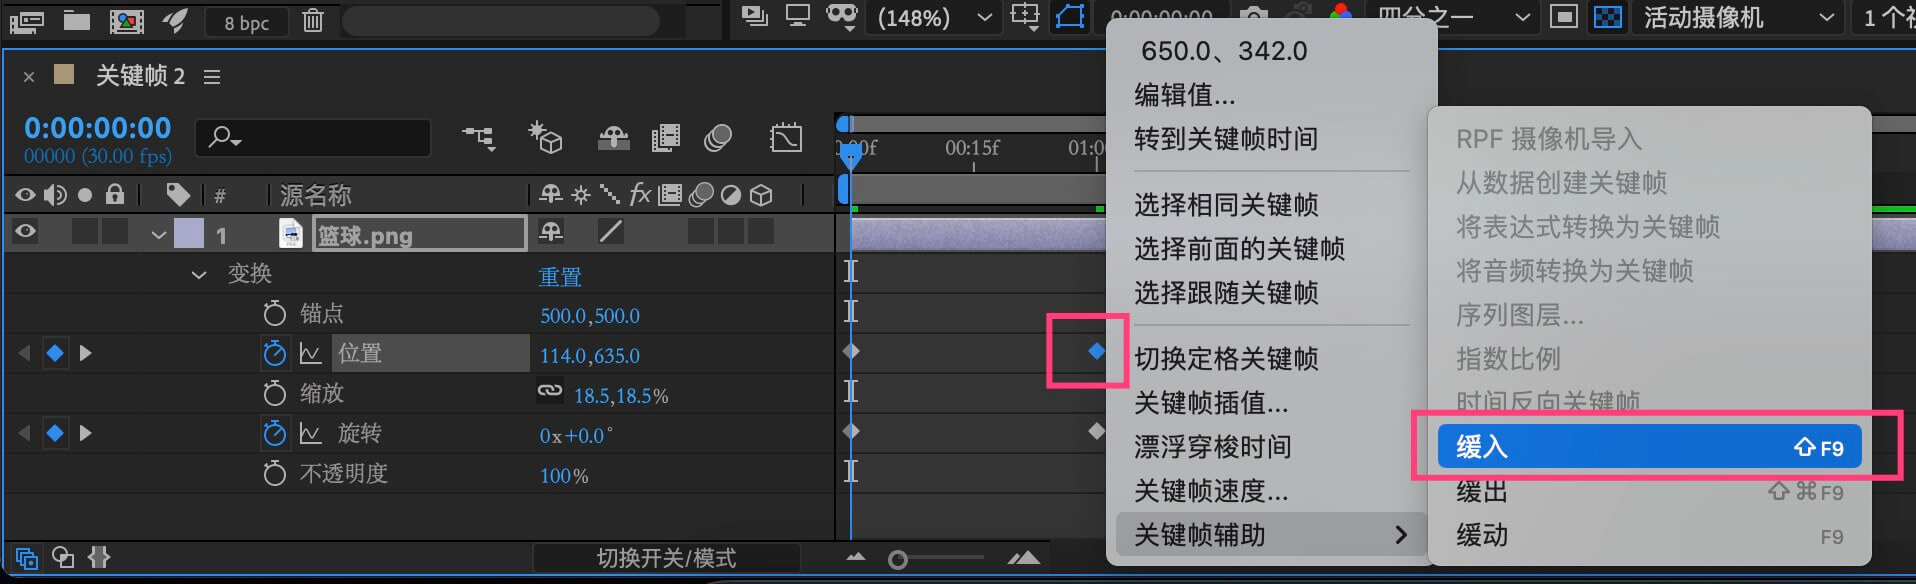 8 bpc
(148%)
0:00:00:00
四分之一
活动摄像机
1 个
关键帧 2
0:00:00:00
00000 (30.00 fps)
00f
00:15f
01:00
#
源名称
fx
1
篮球.png
变换
重置
锚点
500.0,500.0
位置
114.0,635.0
缩放
18.5,18.5%
旋转
0x+0.0°
不透明度
100%
切换开关/模式
650.0、342.0
编辑值...
转到关键帧时间
选择相同关键帧
选择前面的关键帧
选择跟随关键帧
切换定格关键帧
关键帧插值...
漂浮穿梭时间
关键帧速度...
关键帧辅助
RPF 摄像机导入
从数据创建关键帧
将表达式转换为关键帧
将音频转换为关键帧
序列图层...
指数比例
时间反向关键帧
缓入 ⇧ F9
缓出 ⇧⌘F9
缓动 F9